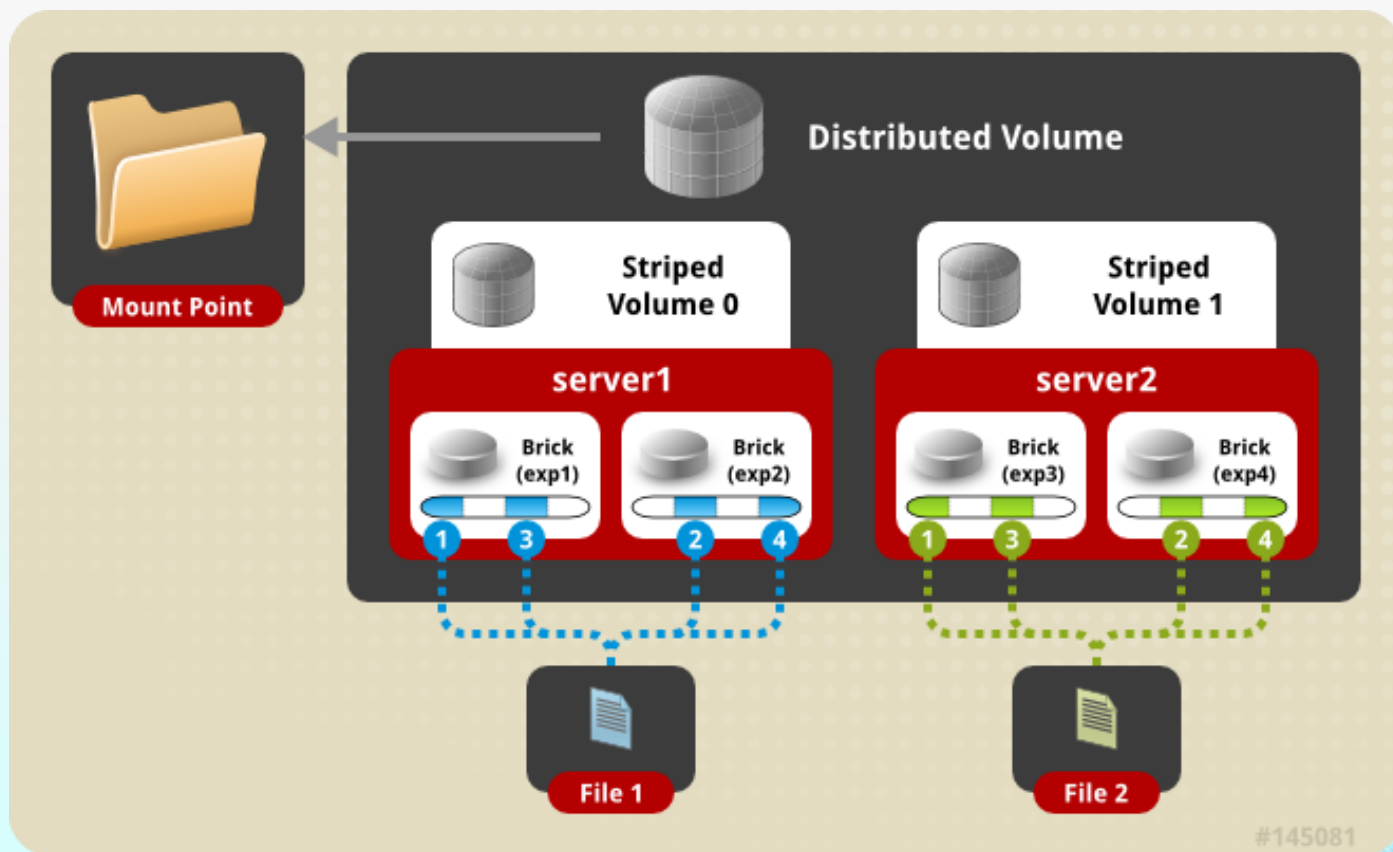 Distributed Volume
Mount Point
Striped
Volume 0
Striped
Volume 1
server1
server2
Brick
(exp1)
Brick
(exp2)
Brick
(exp3)
Brick
(exp4)
1
3
2
4
1
3
2
4
File 1
File 2
#145081